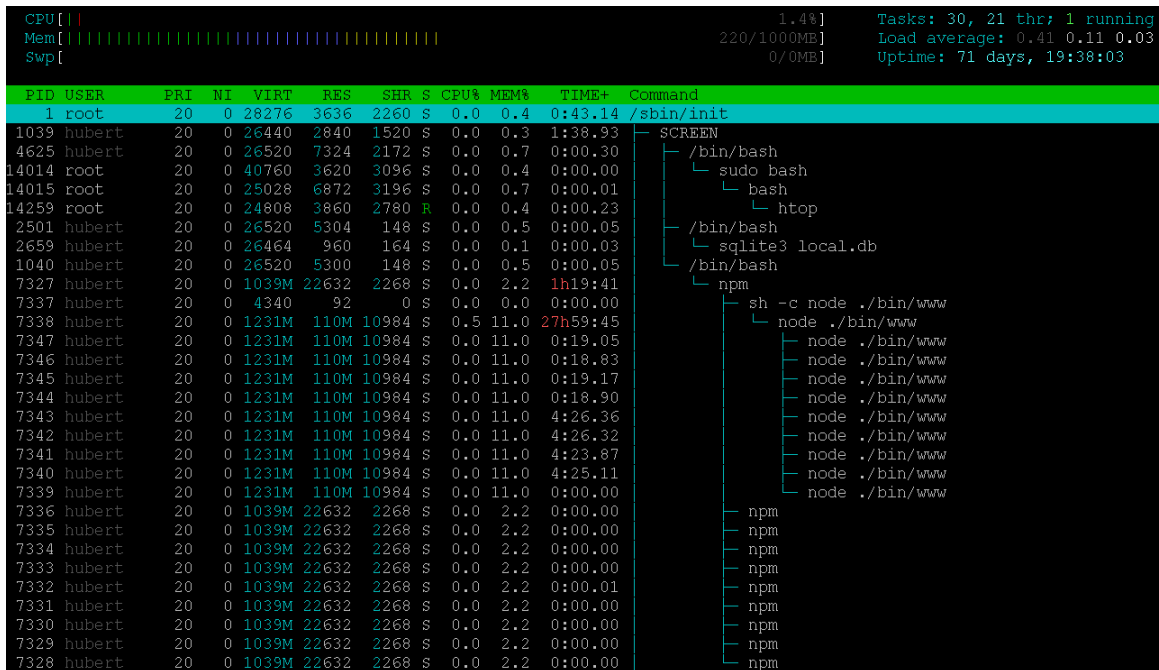 CPU[|| 1.4%] Tasks: 30, 21 thr; 1 running
Mem[||||||||||||||||||||||||||||||||||| 220/1000MB] Load average: 0.41 0.11 0.03
Swp[ 0/0MB] Uptime: 71 days, 19:38:03
PID USER PRI NI VIRT RES SHR S CPU% MEM% TIME+ Command
1 root 20 0 28276 3636 2260 S 0.0 0.4 0:43.14 /sbin/init
1039 hubert 20 0 26440 2840 1520 S 0.0 0.3 1:38.93 ├─ SCREEN
4625 hubert 20 0 26520 7324 2172 S 0.0 0.7 0:00.30 │ ├─ /bin/bash
14014 root 20 0 40760 3620 3096 S 0.0 0.4 0:00.00 │ │ └─ sudo bash
14015 root 20 0 25028 6872 3196 S 0.0 0.7 0:00.01 │ │ └─ bash
14259 root 20 0 24808 3860 2780 R 0.0 0.4 0:00.23 │ │ └─ htop
2501 hubert 20 0 26520 5304 148 S 0.0 0.5 0:00.05 │ ├─ /bin/bash
2659 hubert 20 0 26464 960 164 S 0.0 0.1 0:00.03 │ │ └─ sqlite3 local.db
1040 hubert 20 0 26520 5300 148 S 0.0 0.5 0:00.05 │ └─ /bin/bash
7327 hubert 20 0 1039M 22632 2268 S 0.0 2.2 1h19:41 │ └─ npm
7337 hubert 20 0 4340 92 0 S 0.0 0.0 0:00.00 │ ├─ sh -c node ./bin/www
7338 hubert 20 0 1231M 110M 10984 S 0.5 11.0 27h59:45 │ │ └─ node ./bin/www
7347 hubert 20 0 1231M 110M 10984 S 0.0 11.0 0:19.05 │ │ ├─ node ./bin/www
7346 hubert 20 0 1231M 110M 10984 S 0.0 11.0 0:18.83 │ │ ├─ node ./bin/www
7345 hubert 20 0 1231M 110M 10984 S 0.0 11.0 0:19.17 │ │ ├─ node ./bin/www
7344 hubert 20 0 1231M 110M 10984 S 0.0 11.0 0:18.90 │ │ ├─ node ./bin/www
7343 hubert 20 0 1231M 110M 10984 S 0.0 11.0 4:26.36 │ │ ├─ node ./bin/www
7342 hubert 20 0 1231M 110M 10984 S 0.0 11.0 4:26.32 │ │ ├─ node ./bin/www
7341 hubert 20 0 1231M 110M 10984 S 0.0 11.0 4:23.87 │ │ ├─ node ./bin/www
7340 hubert 20 0 1231M 110M 10984 S 0.0 11.0 4:25.11 │ │ ├─ node ./bin/www
7339 hubert 20 0 1231M 110M 10984 S 0.0 11.0 0:00.00 │ │ └─ node ./bin/www
7336 hubert 20 0 1039M 22632 2268 S 0.0 2.2 0:00.00 │ ├─ npm
7335 hubert 20 0 1039M 22632 2268 S 0.0 2.2 0:00.00 │ ├─ npm
7334 hubert 20 0 1039M 22632 2268 S 0.0 2.2 0:00.00 │ ├─ npm
7333 hubert 20 0 1039M 22632 2268 S 0.0 2.2 0:00.00 │ ├─ npm
7332 hubert 20 0 1039M 22632 2268 S 0.0 2.2 0:00.01 │ ├─ npm
7331 hubert 20 0 1039M 22632 2268 S 0.0 2.2 0:00.00 │ ├─ npm
7330 hubert 20 0 1039M 22632 2268 S 0.0 2.2 0:00.00 │ ├─ npm
7329 hubert 20 0 1039M 22632 2268 S 0.0 2.2 0:00.00 │ ├─ npm
7328 hubert 20 0 1039M 22632 2268 S 0.0 2.2 0:00.00 │ └─ npm